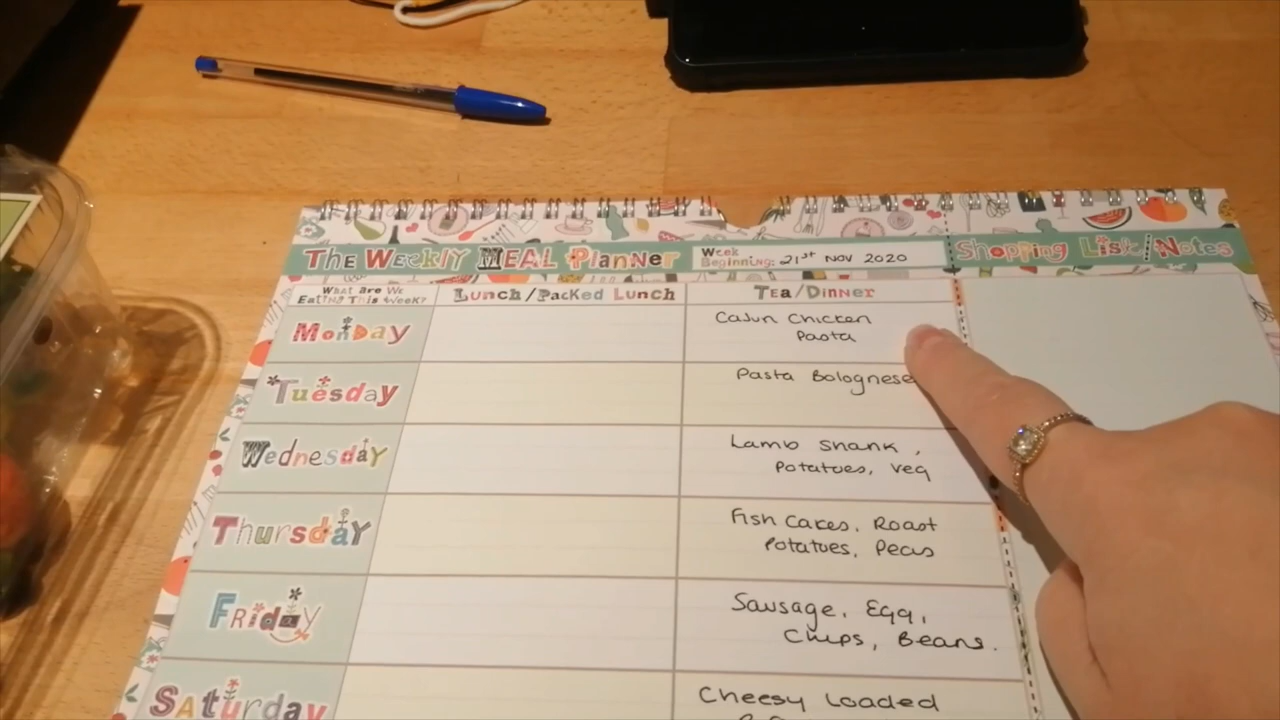 The Weekly Meal Planner
Week Beginning: 21st Nov 2020
Shopping List/Notes
What Are We
Eating This Week?
Lunch/Packed Lunch
Tea/Dinner
Monday
Cajun Chicken
Pasta
Tuesday
Pasta Bolognese
Wednesday
Lamb Shank,
Potatoes, Veg
Thursday
Fish Cakes, Roast
Potatoes, Peas
Friday
Sausage, Egg,
Chips, Beans.
Saturday
Cheesy Loaded